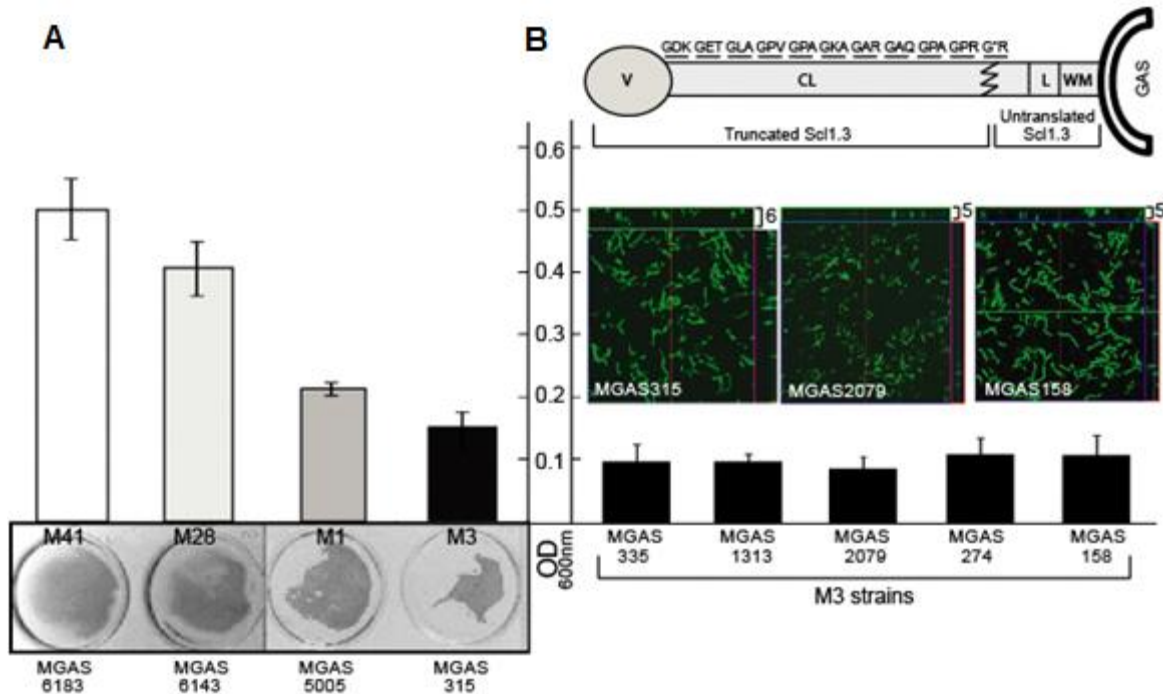 A
B
GDK GET GLA GPV GPA GKA GAR GAQ GPA GPR G*R
V
CL
L
WM
GAS
Truncated Scl1.3
Untranslated
Scl1.3
0.6
0.5
0.4
0.3
0.2
0.1
OD
600nm
6
5
5
MGAS315
MGAS2079
MGAS158
M41
M28
M1
M3
MGAS
6183
MGAS
6143
MGAS
5005
MGAS
315
MGAS
335
MGAS
1313
MGAS
2079
MGAS
274
MGAS
158
M3 strains